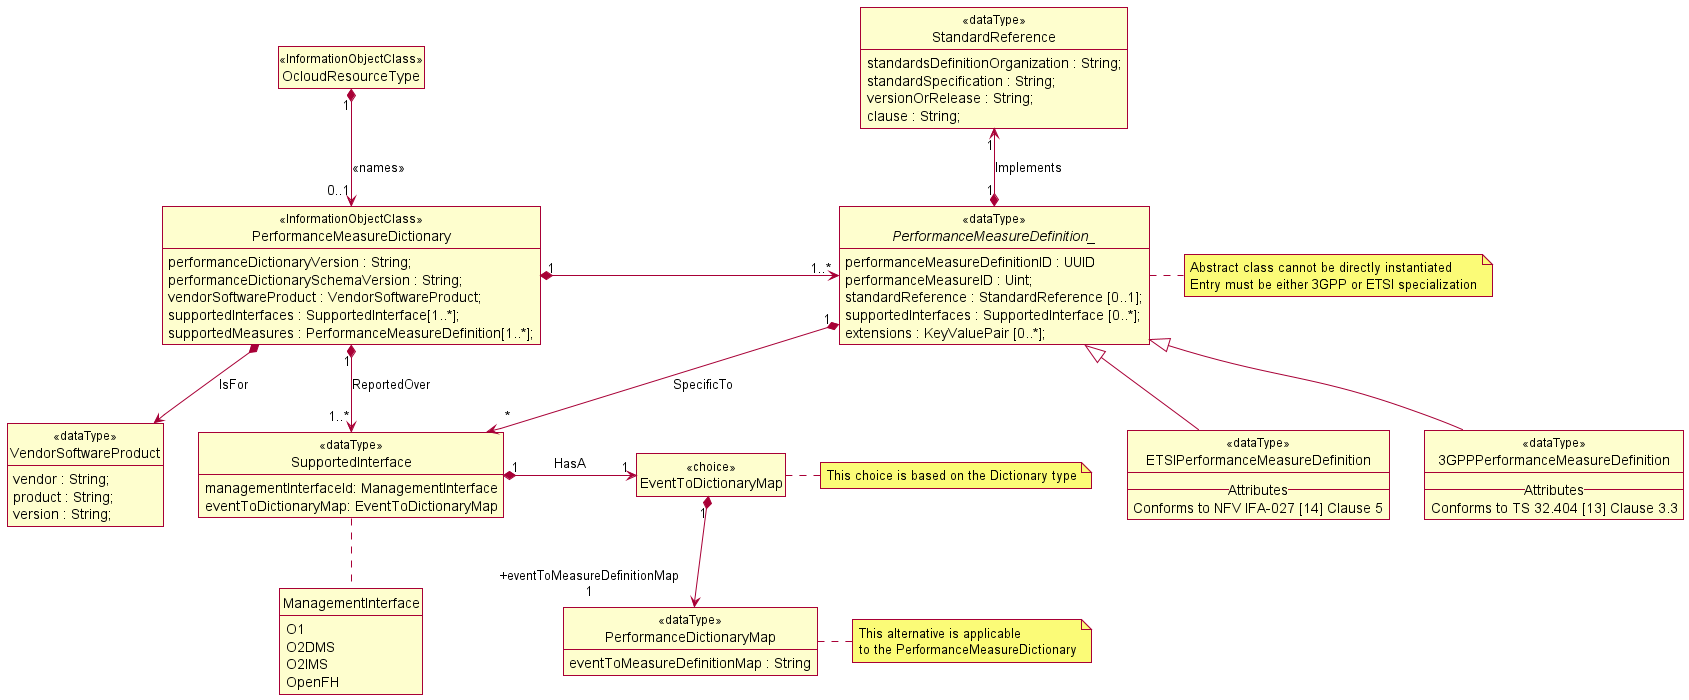 «dataType»
StandardReference
standardsDefinitionOrganization : String;
standardSpecification : String;
versionOrRelease : String;
clause : String;
«InformationObjectClass»
OcloudResourceType
1
«names»
0..1
1
Implements
1
«InformationObjectClass»
PerformanceMeasureDictionary
performanceDictionaryVersion : String;
performanceDictionarySchemaVersion : String;
vendorSoftwareProduct : VendorSoftwareProduct;
supportedInterfaces : SupportedInterface[1..*];
supportedMeasures : PerformanceMeasureDefinition[1..*];
1
1..*
«dataType»
PerformanceMeasureDefinition_
performanceMeasureDefinitionID : UUID
performanceMeasureID : Uint;
standardReference : StandardReference [0..1];
supportedInterfaces : SupportedInterface [0..*];
extensions : KeyValuePair [0..*];
Abstract class cannot be directly instantiated
Entry must be either 3GPP or ETSI specialization
1
IsFor
1
ReportedOver
1..*
SpecificTo
*
«dataType»
VendorSoftwareProduct
vendor : String;
product : String;
version : String;
«dataType»
SupportedInterface
managementInterfaceId: ManagementInterface
eventToDictionaryMap: EventToDictionaryMap
1
HasA
1
«choice»
EventToDictionaryMap
This choice is based on the Dictionary type
«dataType»
ETSIPerformanceMeasureDefinition
Attributes
Conforms to NFV IFA-027 [14] Clause 5
«dataType»
3GPPPerformanceMeasureDefinition
Attributes
Conforms to TS 32.404 [13] Clause 3.3
1
+eventToMeasureDefinitionMap
1
ManagementInterface
O1
O2DMS
O2IMS
OpenFH
«dataType»
PerformanceDictionaryMap
eventToMeasureDefinitionMap : String
This alternative is applicable
to the PerformanceMeasureDictionary